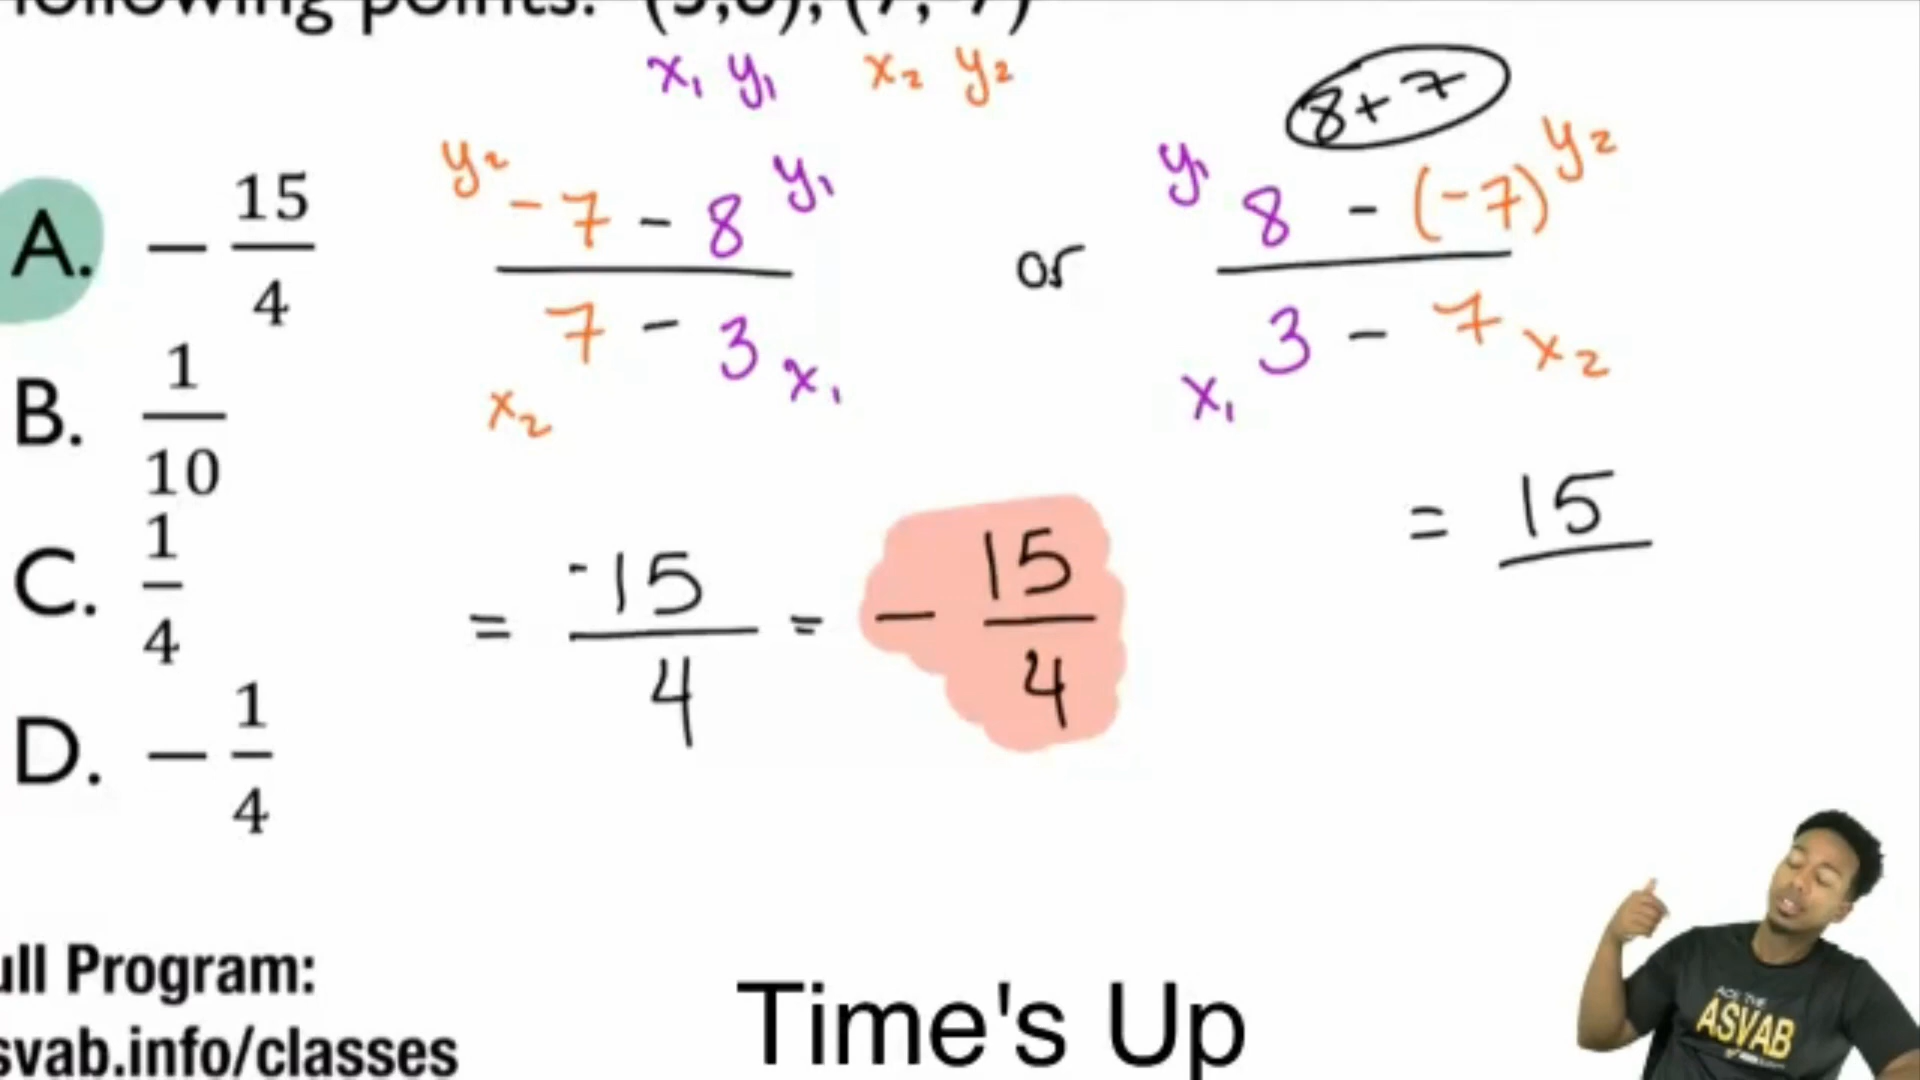 following points: (3,8), (7,-7)
x₁ y₁ x₂ y₂
A. − 15/4
B. 1/10
C. 1/4
D. − 1/4
y₂ -7 - 8 y₁
x₂ 7 - 3 x₁
= -15/4 = - 15/4
or
8+7
y₁ 8 - (-7) y₂
x₁ 3 - 7 x₂
= 15
ull Program:
svab.info/classes
Time's Up
ACE THE
ASVAB